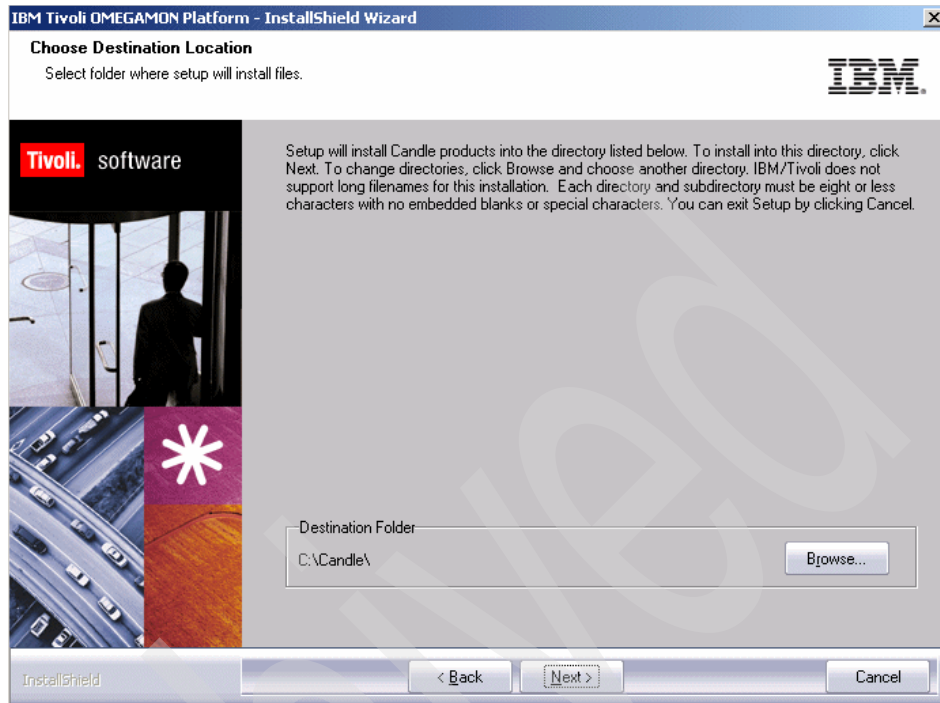 IBM Tivoli OMEGAMON Platform - InstallShield Wizard
Choose Destination Location
Select folder where setup will install files.
IBM.
Tivoli. software
Setup will install Candle products into the directory listed below. To install into this directory, click
Next. To change directories, click Browse and choose another directory. IBM/Tivoli does not
support long filenames for this installation. Each directory and subdirectory must be eight or less
characters with no embedded blanks or special characters. You can exit Setup by clicking Cancel.
Destination Folder
C:\Candle\
Browse...
InstallShield
< Back
Next >
Cancel